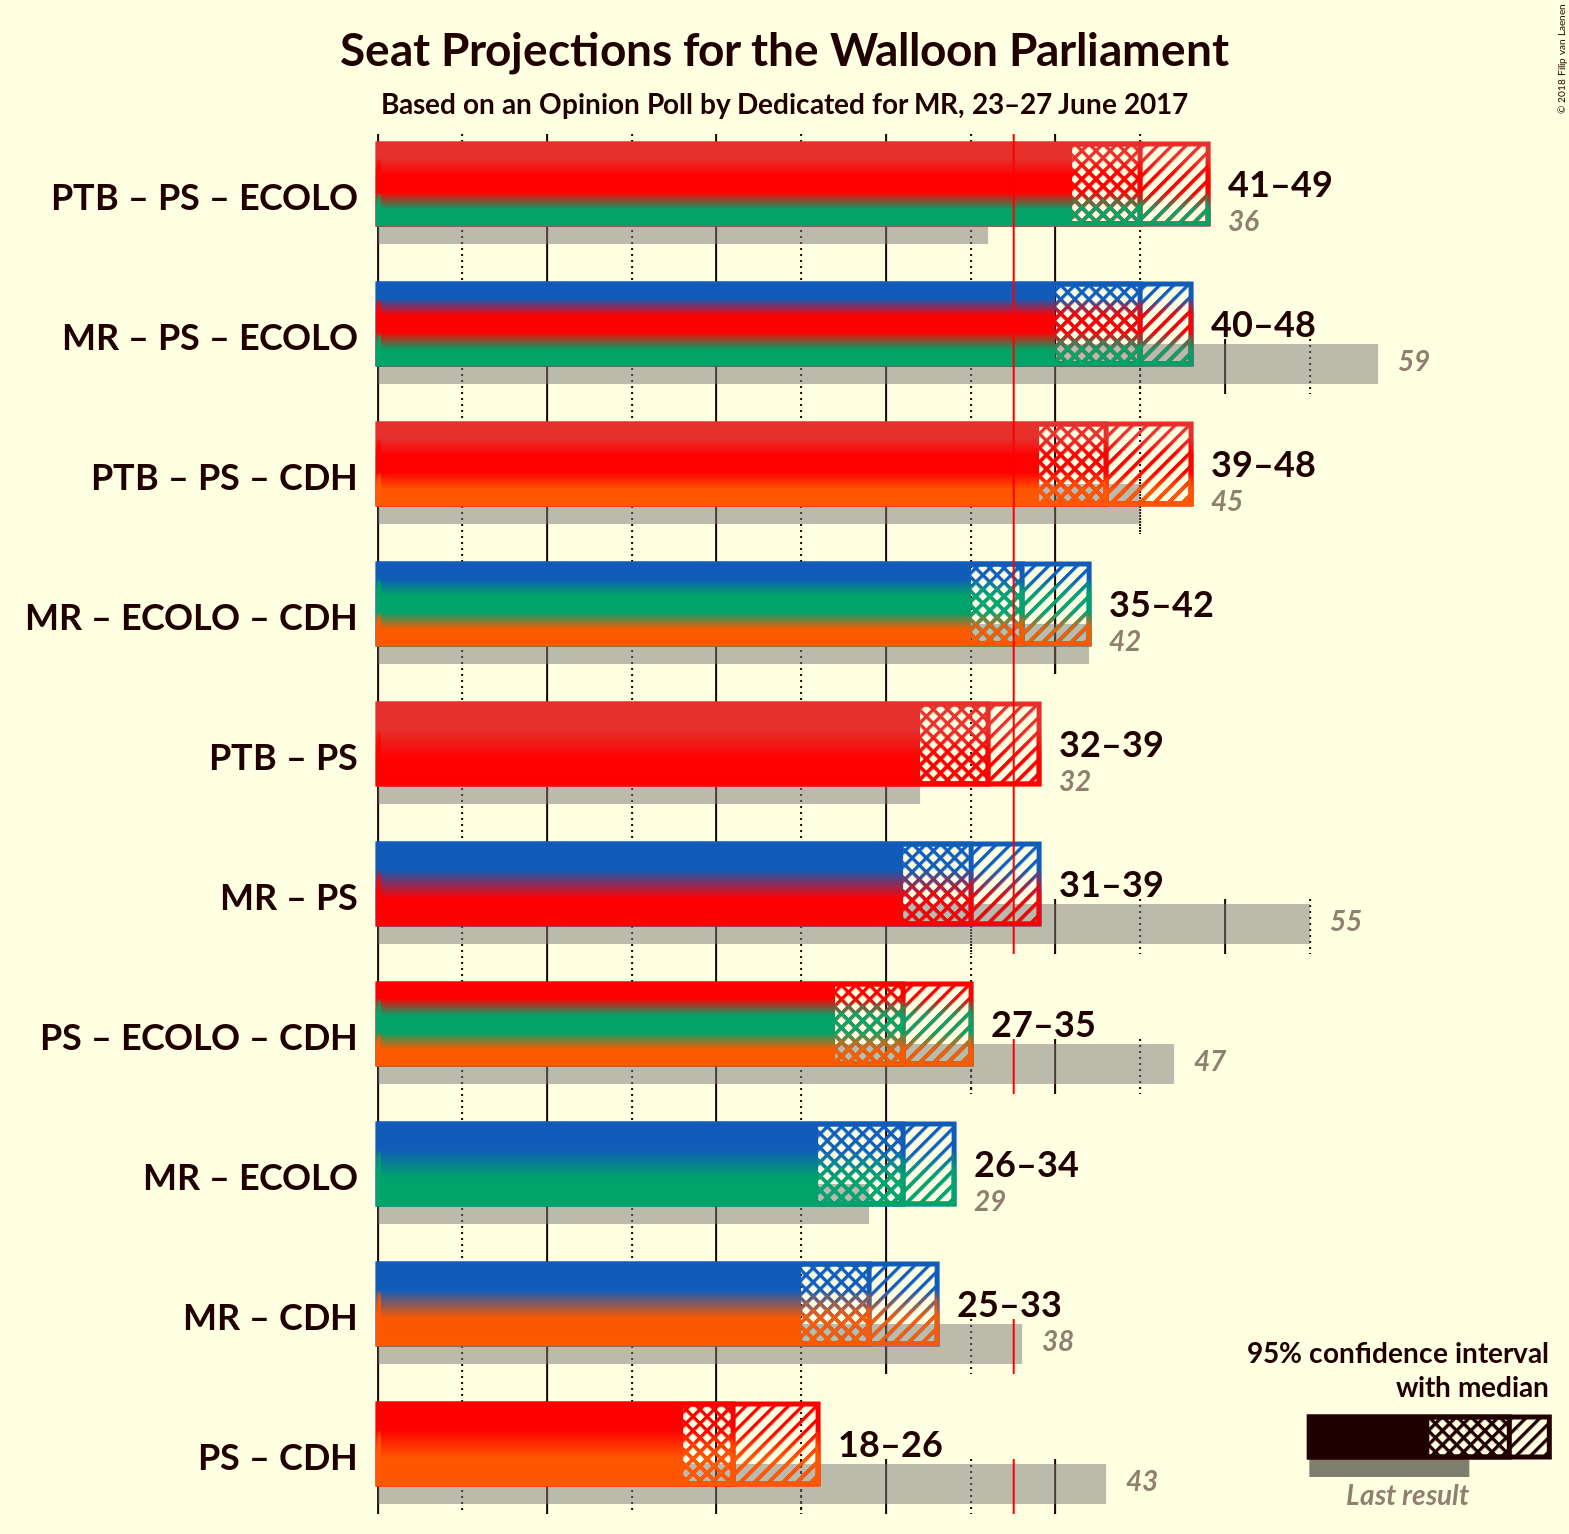 Seat Projections for the Walloon Parliament
Based on an Opinion Poll by Dedicated for MR, 23–27 June 2017
© 2018 Filip van Laenen
PTB – PS – ECOLO
41–49
36
MR – PS – ECOLO
40–48
59
PTB – PS – CDH
39–48
45
MR – ECOLO – CDH
35–42
42
PTB – PS
32–39
32
MR – PS
31–39
55
PS – ECOLO – CDH
27–35
47
MR – ECOLO
26–34
29
MR – CDH
25–33
38
PS – CDH
18–26
43
95% confidence interval
with median
Last result